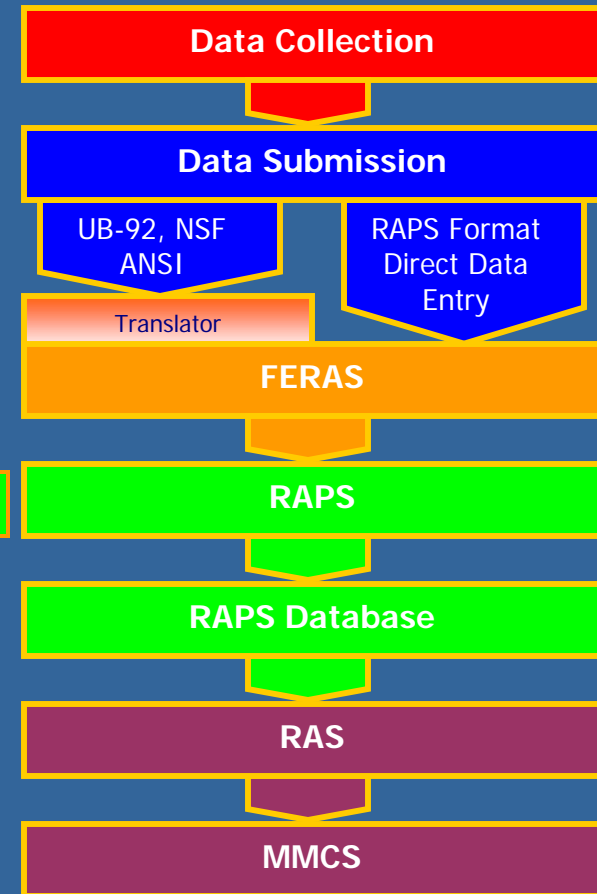 Data Collection
Data Submission
UB-92, NSF
ANSI
RAPS Format
Direct Data
Entry
Translator
FERAS
RAPS
RAPS Database
RAS
MMCS